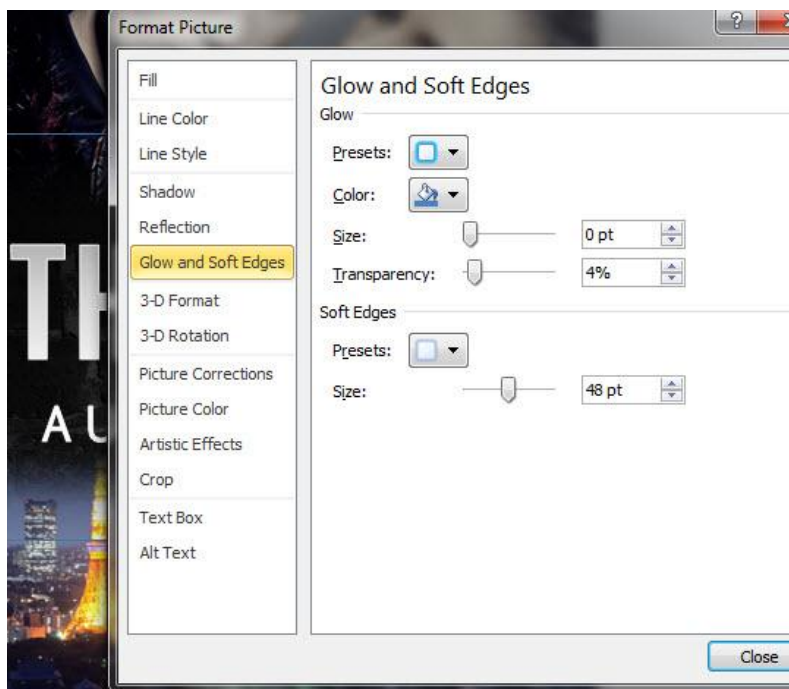 Format Picture
?
Fill
Line Color
Line Style
Shadow
Reflection
Glow and Soft Edges
3-D Format
3-D Rotation
Picture Corrections
Picture Color
Artistic Effects
Crop
Text Box
Alt Text
Glow and Soft Edges
Glow
Presets:
Color:
Size: 0 pt
Transparency: 4%
Soft Edges
Presets:
Size: 48 pt
Close
TH
AU